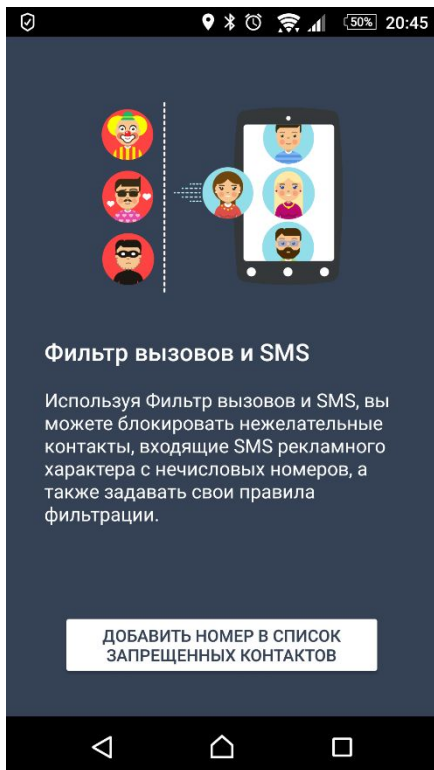 50% 20:45
Фильтр вызовов и SMS
Используя Фильтр вызовов и SMS, вы
можете блокировать нежелательные
контакты, входящие SMS рекламного
характера с нечисловых номеров, а
также задавать свои правила
фильтрации.
ДОБАВИТЬ НОМЕР В СПИСОК
ЗАПРЕЩЕННЫХ КОНТАКТОВ